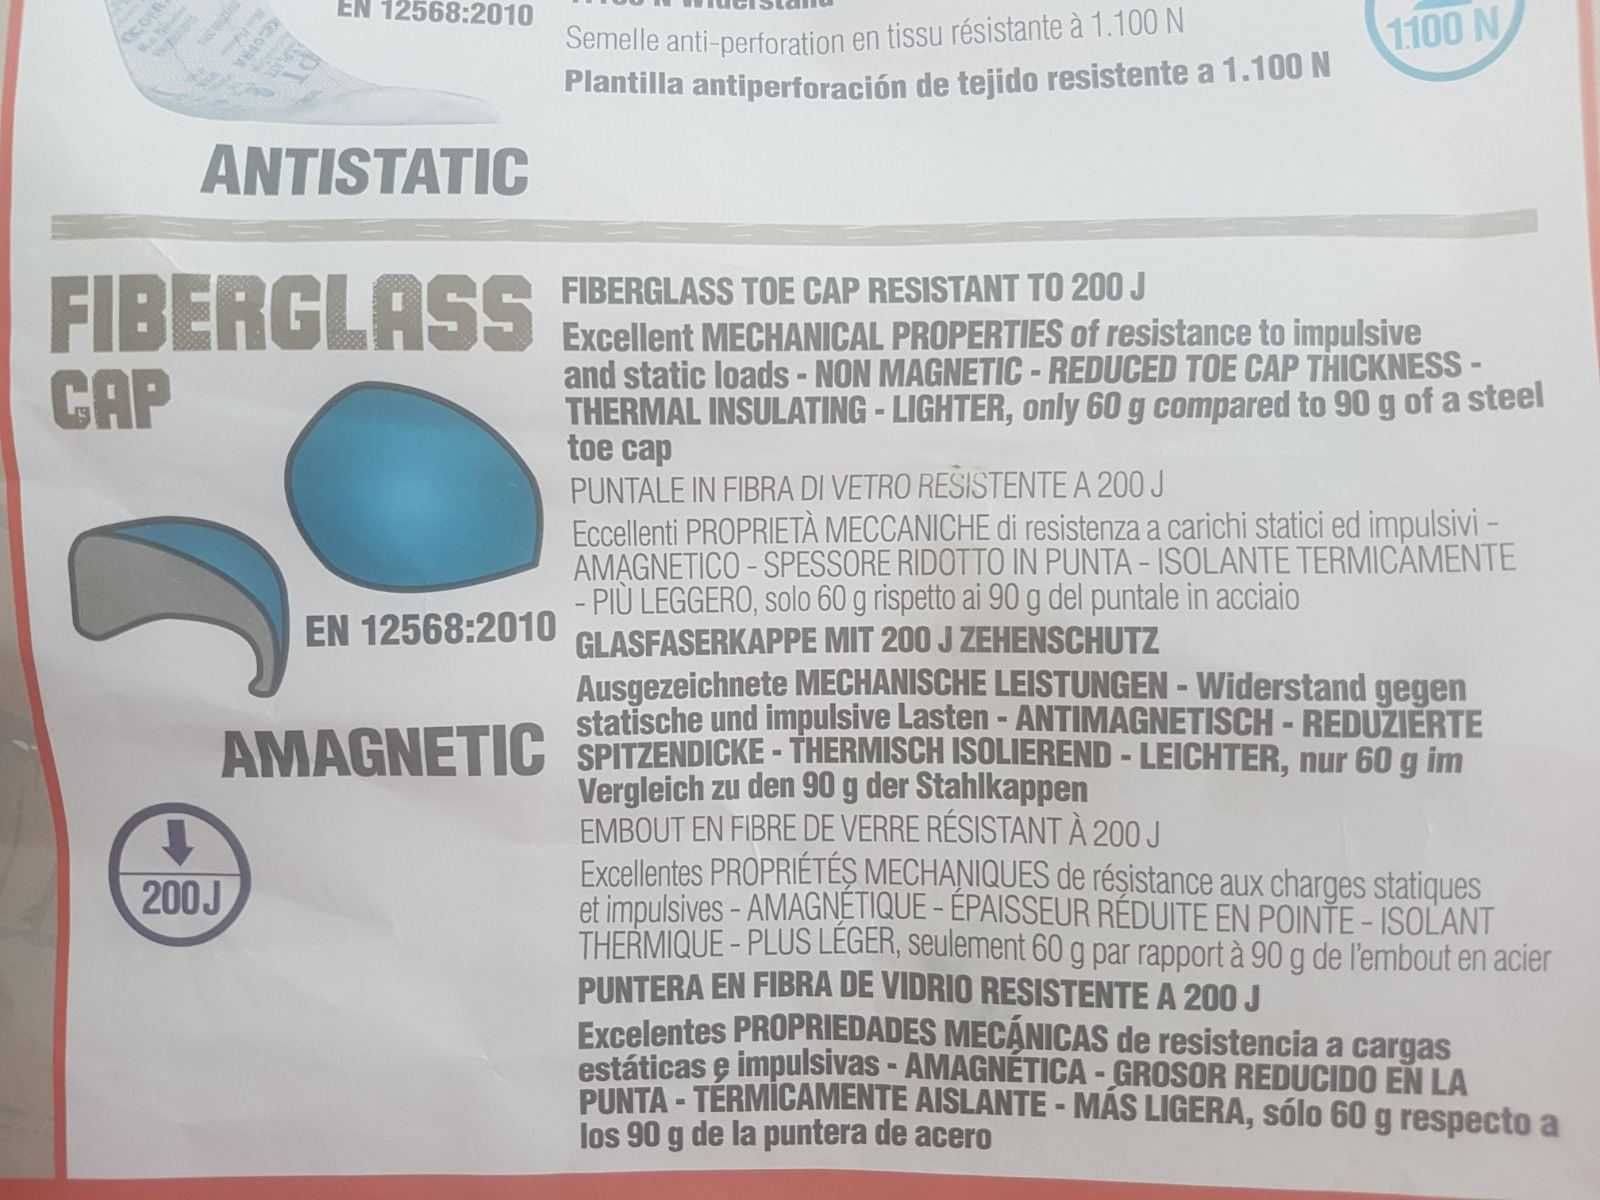 EN 12568:2010
Semelle anti-perforation en tissu résistante à 1.100 N
Plantilla antiperforación de tejido resistente a 1.100 N
1.100 N
ANTISTATIC
FIBERGLASS
CAP
EN 12568:2010
AMAGNETIC
200J
FIBERGLASS TOE CAP RESISTANT TO 200 J
Excellent MECHANICAL PROPERTIES of resistance to impulsive
and static loads - NON MAGNETIC - REDUCED TOE CAP THICKNESS -
THERMAL INSULATING - LIGHTER, only 60 g compared to 90 g of a steel
toe cap
PUNTALE IN FIBRA DI VETRO RESISTENTE A 200 J
Eccellenti PROPRIETÀ MECCANICHE di resistenza a carichi statici ed impulsivi –
AMAGNETICO - SPESSORE RIDOTTO IN PUNTA – ISOLANTE TERMICAMENTE
- PIÙ LEGGERO, solo 60 g rispetto ai 90 g del puntale in acciaio
GLASFASERKAPPE MIT 200 J ZEHENSCHUTZ
Ausgezeichnete MECHANISCHE LEISTUNGEN - Widerstand gegen
statische und impulsive Lasten - ANTIMAGNETISCH - REDUZIERTE
SPITZENDICKE - THERMISCH ISOLIEREND - LEICHTER, nur 60 g im
Vergleich zu den 90 g der Stahlkappen
EMBOUT EN FIBRE DE VERRE RÉSISTANT À 200 J
Excellentes PROPRIÉTÉS MECHANIQUES de résistance aux charges statiques
et impulsives – AMAGNÉTIQUE – ÉPAISSEUR RÉDUITE EN POINTE – ISOLANT
THERMIQUE – PLUS LÉGER, seulement 60 g par rapport à 90 g de l'embout en acier
PUNTERA EN FIBRA DE VIDRIO RESISTENTE A 200 J
Excelentes PROPRIEDADES MECÁNICAS de resistencia a cargas
estáticas e impulsivas - AMAGNÉTICA - GROSOR REDUCIDO EN LA
PUNTA - TÉRMICAMENTE AISLANTE - MÁS LIGERA, sólo 60 g respecto a
los 90 g de la puntera de acero